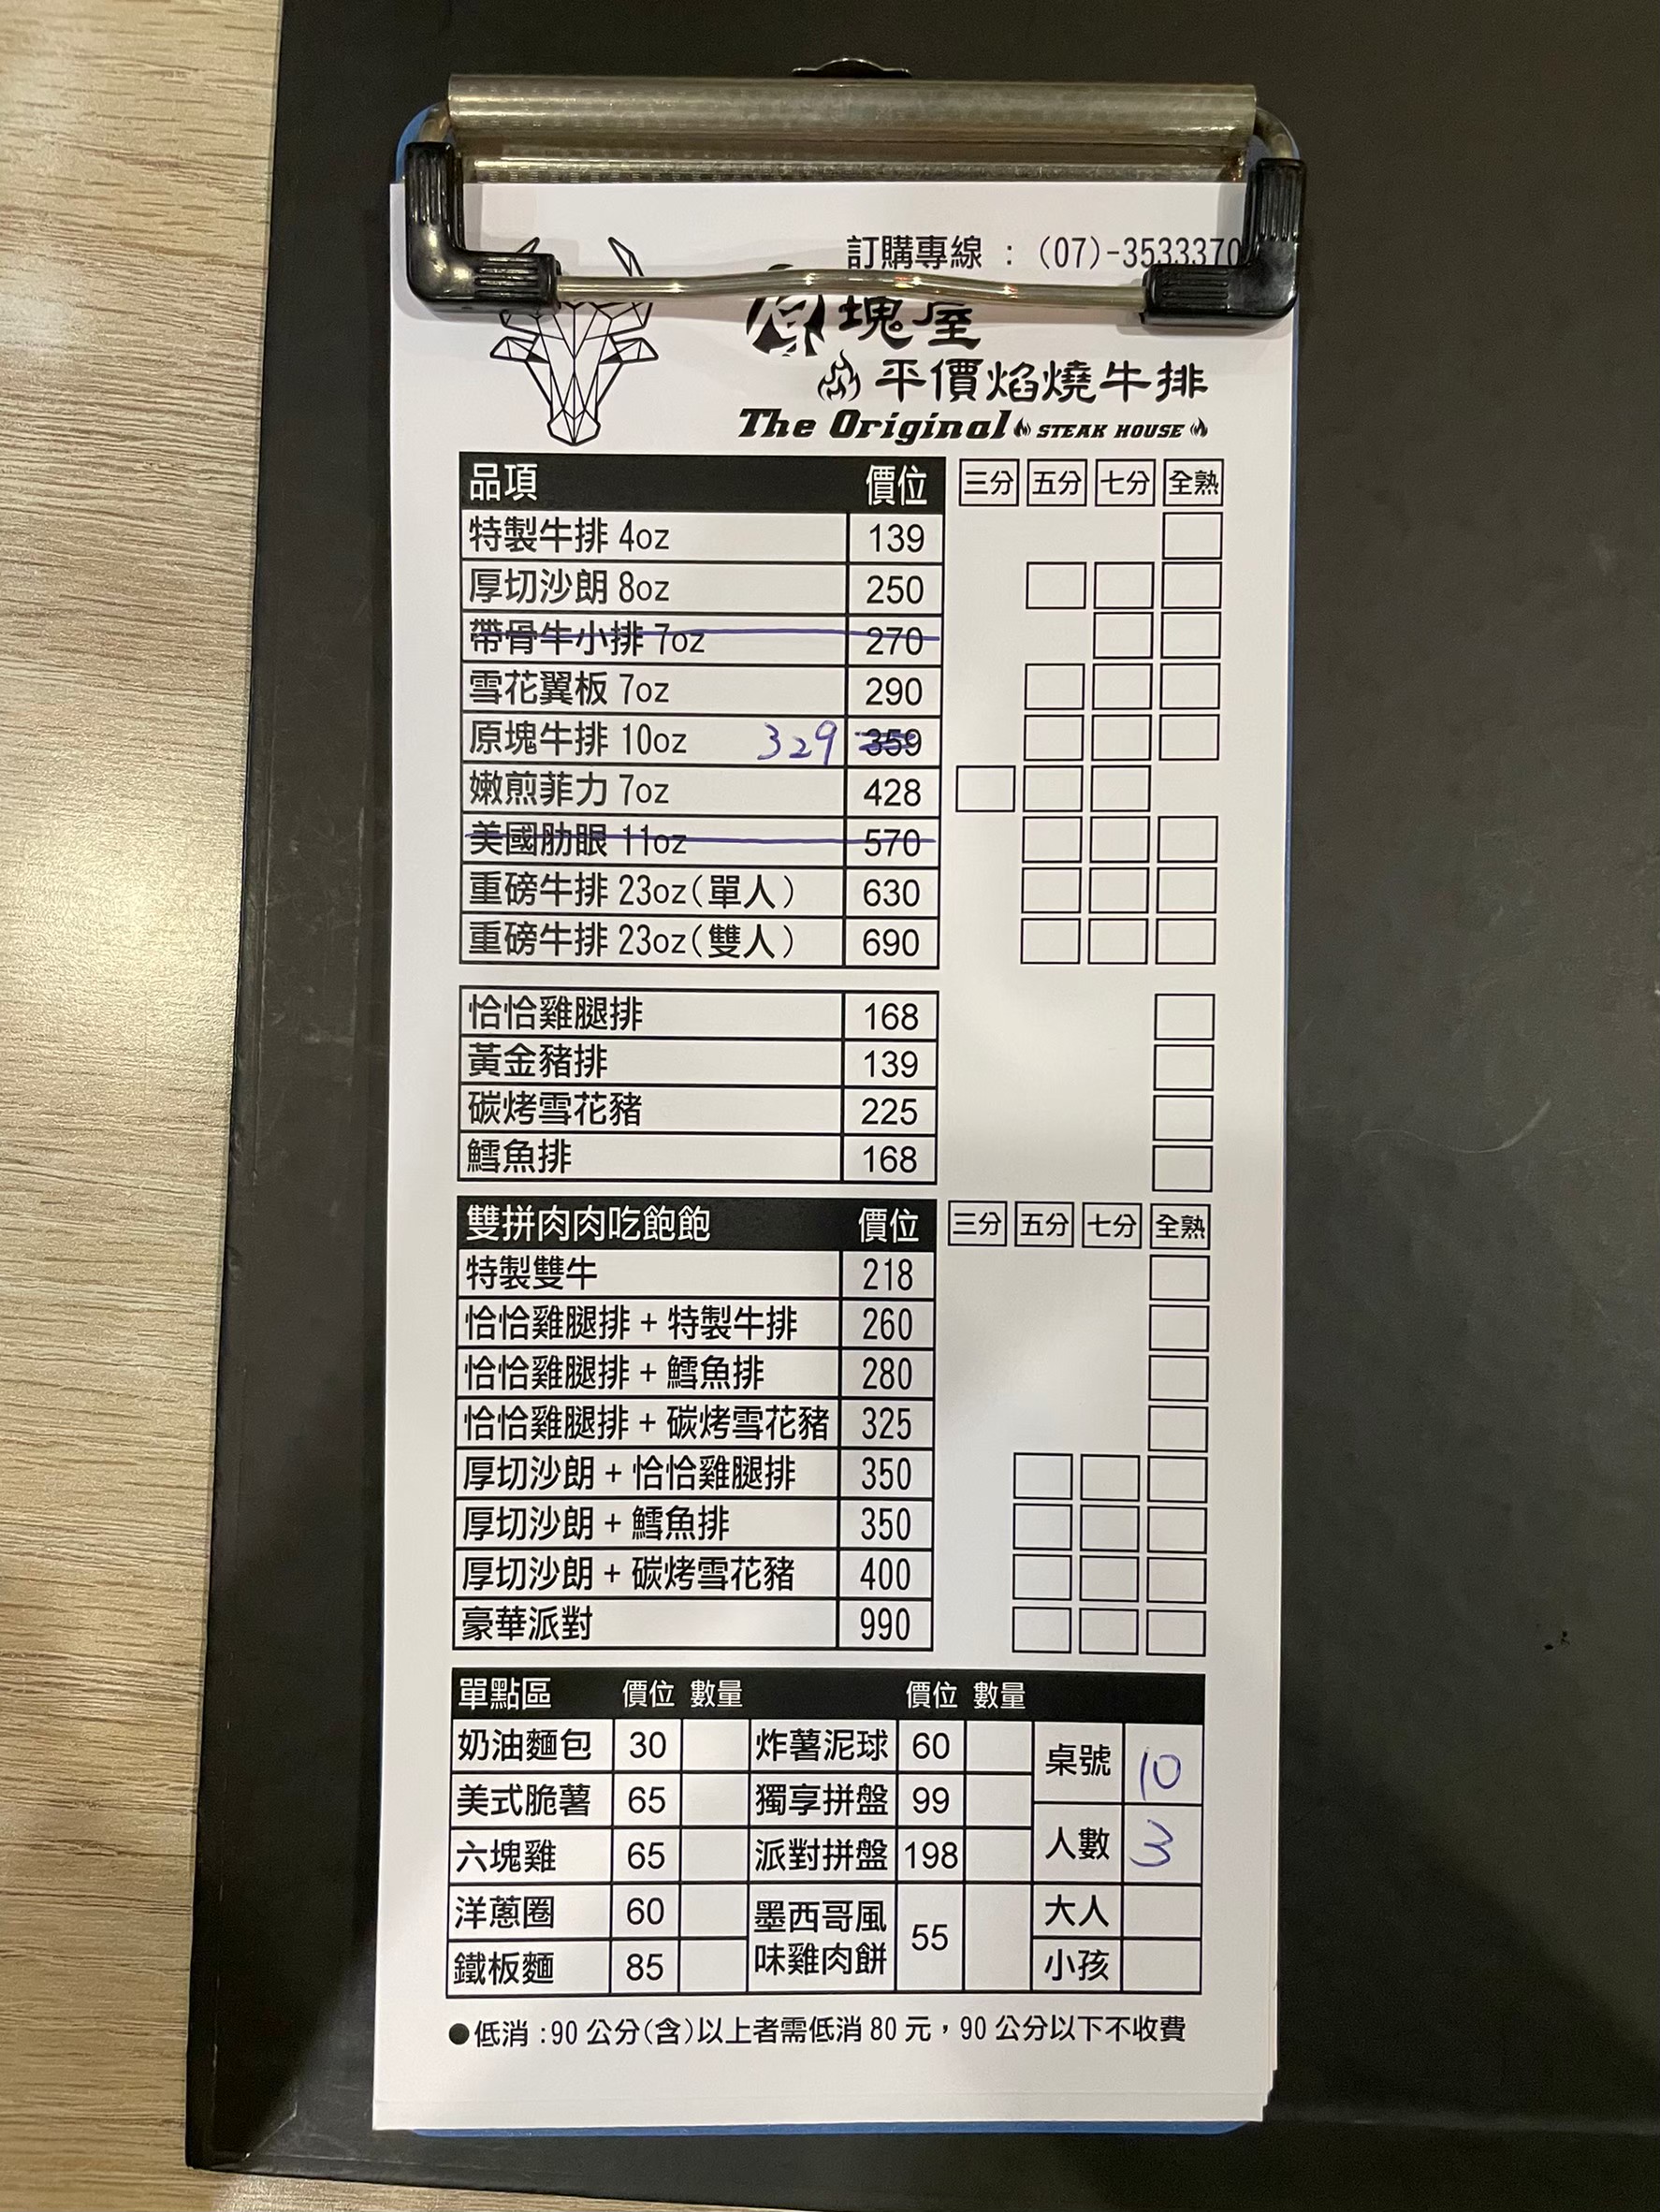 訂購專線 : (07)-3533370
原塊屋
平價焰燒牛排
The Original STEAK HOUSE
品項 價位 三分 五分 七分 全熟
特製牛排 4oz 139
厚切沙朗 8oz 250
帶骨牛小排 7oz 270
雪花翼板 7oz 290
原塊牛排 10oz 329 359
嫩煎菲力 7oz 428
美國肋眼 11oz 570
重磅牛排 23oz(單人) 630
重磅牛排 23oz(雙人) 690
恰恰雞腿排 168
黃金豬排 139
碳烤雪花豬 225
鱈魚排 168
雙拼肉肉吃飽飽 價位 三分 五分 七分 全熟
特製雙牛 218
恰恰雞腿排 + 特製牛排 260
恰恰雞腿排 + 鱈魚排 280
恰恰雞腿排 + 碳烤雪花豬 325
厚切沙朗 + 恰恰雞腿排 350
厚切沙朗 + 鱈魚排 350
厚切沙朗 + 碳烤雪花豬 400
豪華派對 990
單點區 價位 數量 價位 數量
奶油麵包 30 炸薯泥球 60 桌號 10
美式脆薯 65 獨享拼盤 99
六塊雞 65 派對拼盤 198 人數 3
洋蔥圈 60 墨西哥風味雞肉餅 55 大人
鐵板麵 85 小孩
●低消:90 公分(含)以上者需低消 80 元，90 公分以下不收費